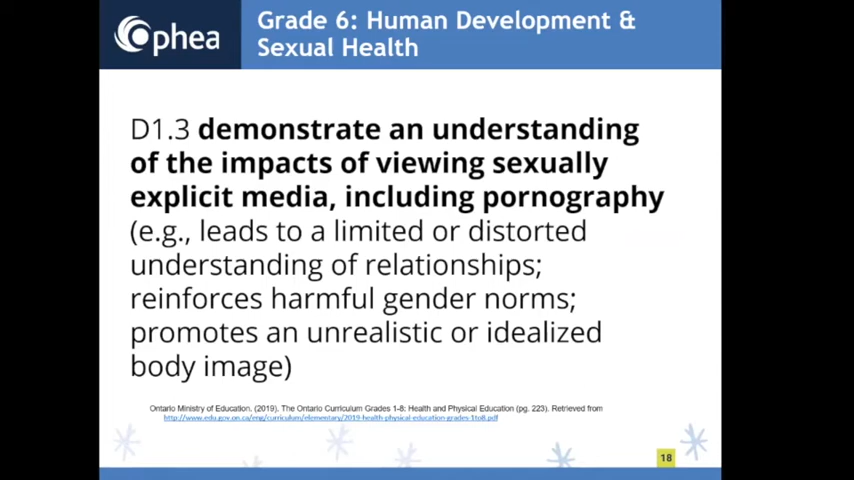 phea
Grade 6: Human Development &
Sexual Health
D1.3 demonstrate an understanding
of the impacts of viewing sexually
explicit media, including pornography
(e.g., leads to a limited or distorted
understanding of relationships;
reinforces harmful gender norms;
promotes an unrealistic or idealized
body image)
Ontario Ministry of Education. (2019). The Ontario Curriculum Grades 1-8: Health and Physical Education (pg. 223). Retrieved from
http://www.edu.gov.on.ca/eng/curriculum/elementary/2019-health-physical-education-grades-1to8.pdf
18